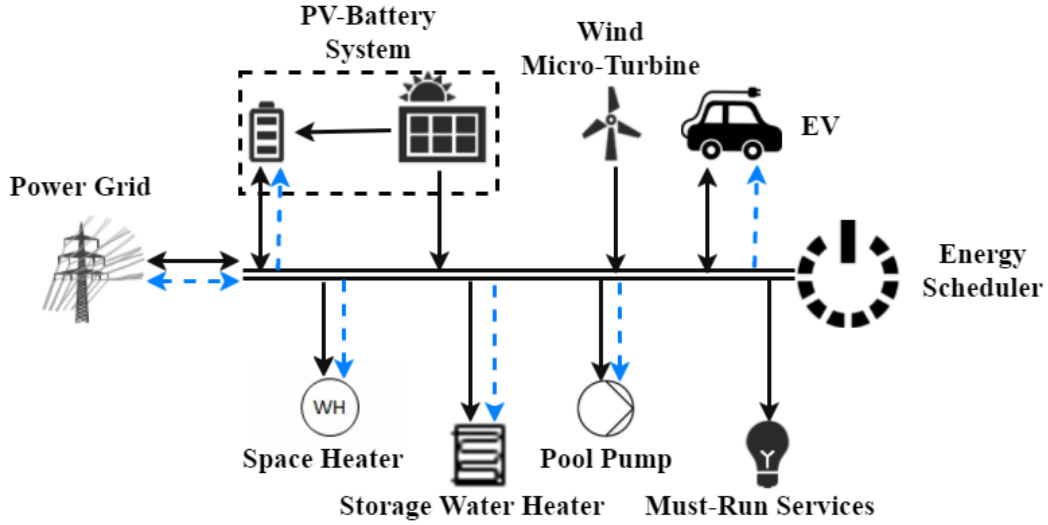 PV-Battery
System
Wind
Micro-Turbine
EV
Power Grid
Energy
Scheduler
WH
Space Heater
Pool Pump
Storage Water Heater
Must-Run Services